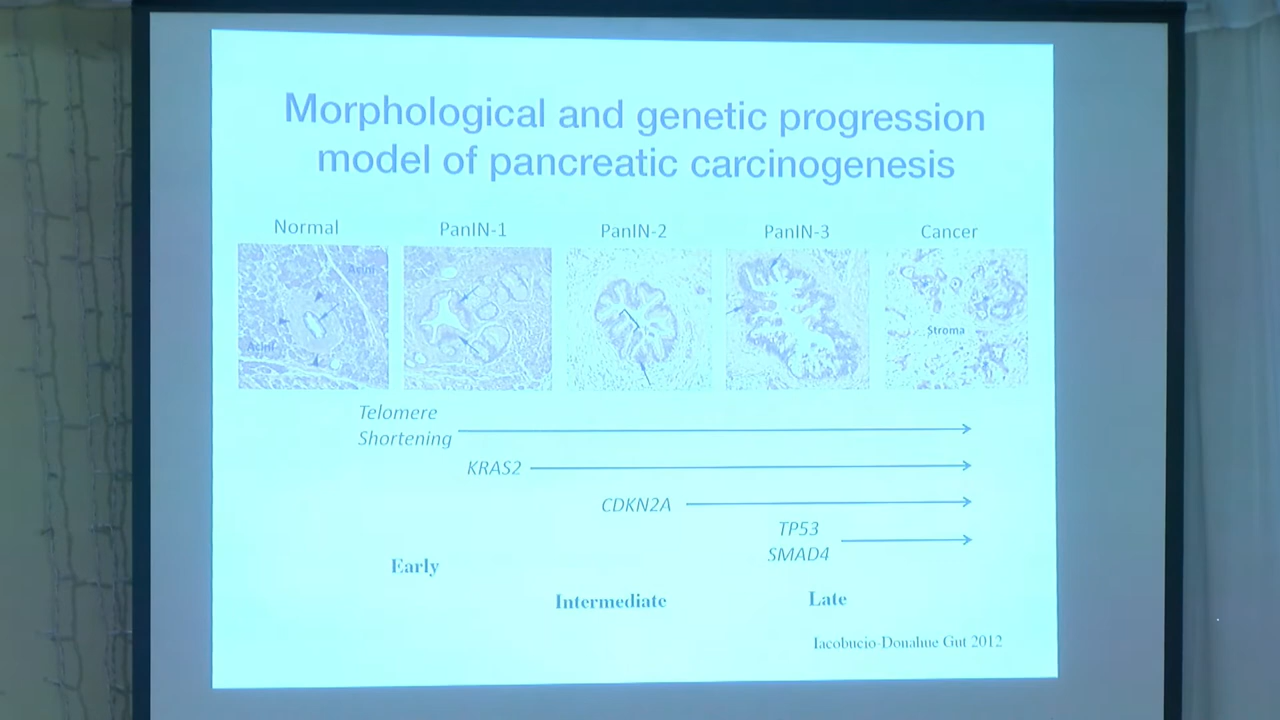 Morphological and genetic progression
model of pancreatic carcinogenesis
Normal
PanIN-1
PanIN-2
PanIN-3
Cancer
Acini
Acini
Stroma
Telomere
Shortening
KRAS2
CDKN2A
TP53
SMAD4
Early
Intermediate
Late
Iacobucio-Donahue Gut 2012